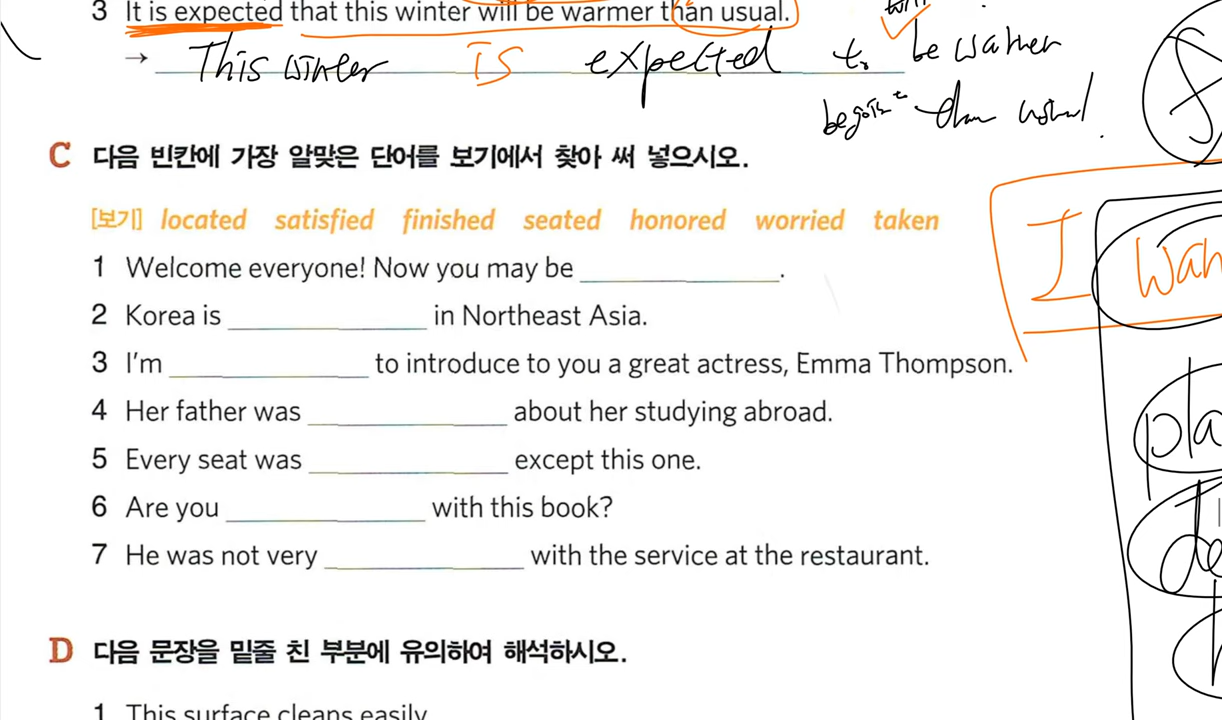 3 It is expected that this winter will be warmer than usual.
→ This winter is expected to be warmer
than usual.
C 다음 빈칸에 가장 알맞은 단어를 보기에서 찾아 써 넣으시오.
[보기] located satisfied finished seated honored worried taken
1 Welcome everyone! Now you may be ____________.
2 Korea is ____________ in Northeast Asia.
3 I'm ____________ to introduce to you a great actress, Emma Thompson.
4 Her father was ____________ about her studying abroad.
5 Every seat was ____________ except this one.
6 Are you ____________ with this book?
7 He was not very ____________ with the service at the restaurant.
I
D 다음 문장을 밑줄 친 부분에 유의하여 해석하시오.
1 This surface cleans easily